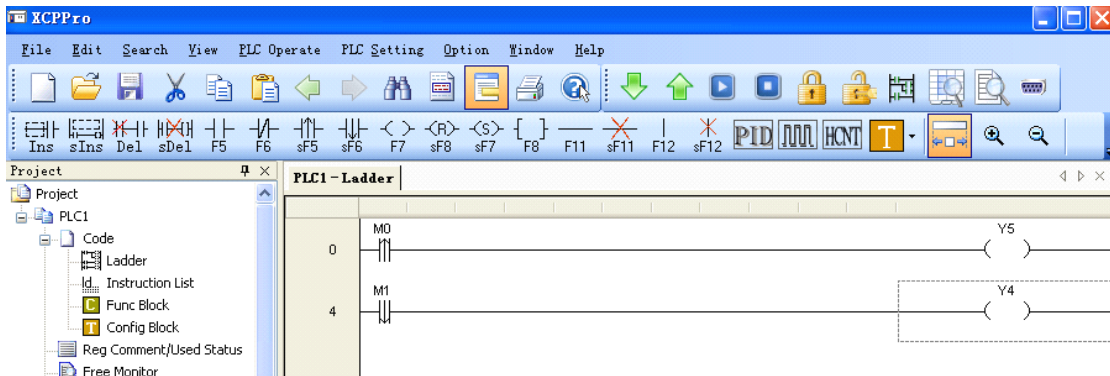 XCPPro
File Edit Search View PLC Operate PLC Setting Option Window Help
Ins sIns Del sDel F5 F6 sF5 sF6 F7 sF8 sF7 F8 F11 sF11 F12 sF12 PID HCNT T
Project PLC1-Ladder
Project
PLC1
Code
Ladder
Instruction List
C Func Block
T Config Block
Reg Comment/Used Status
Free Monitor
M0 Y5
0
M1 Y4
4